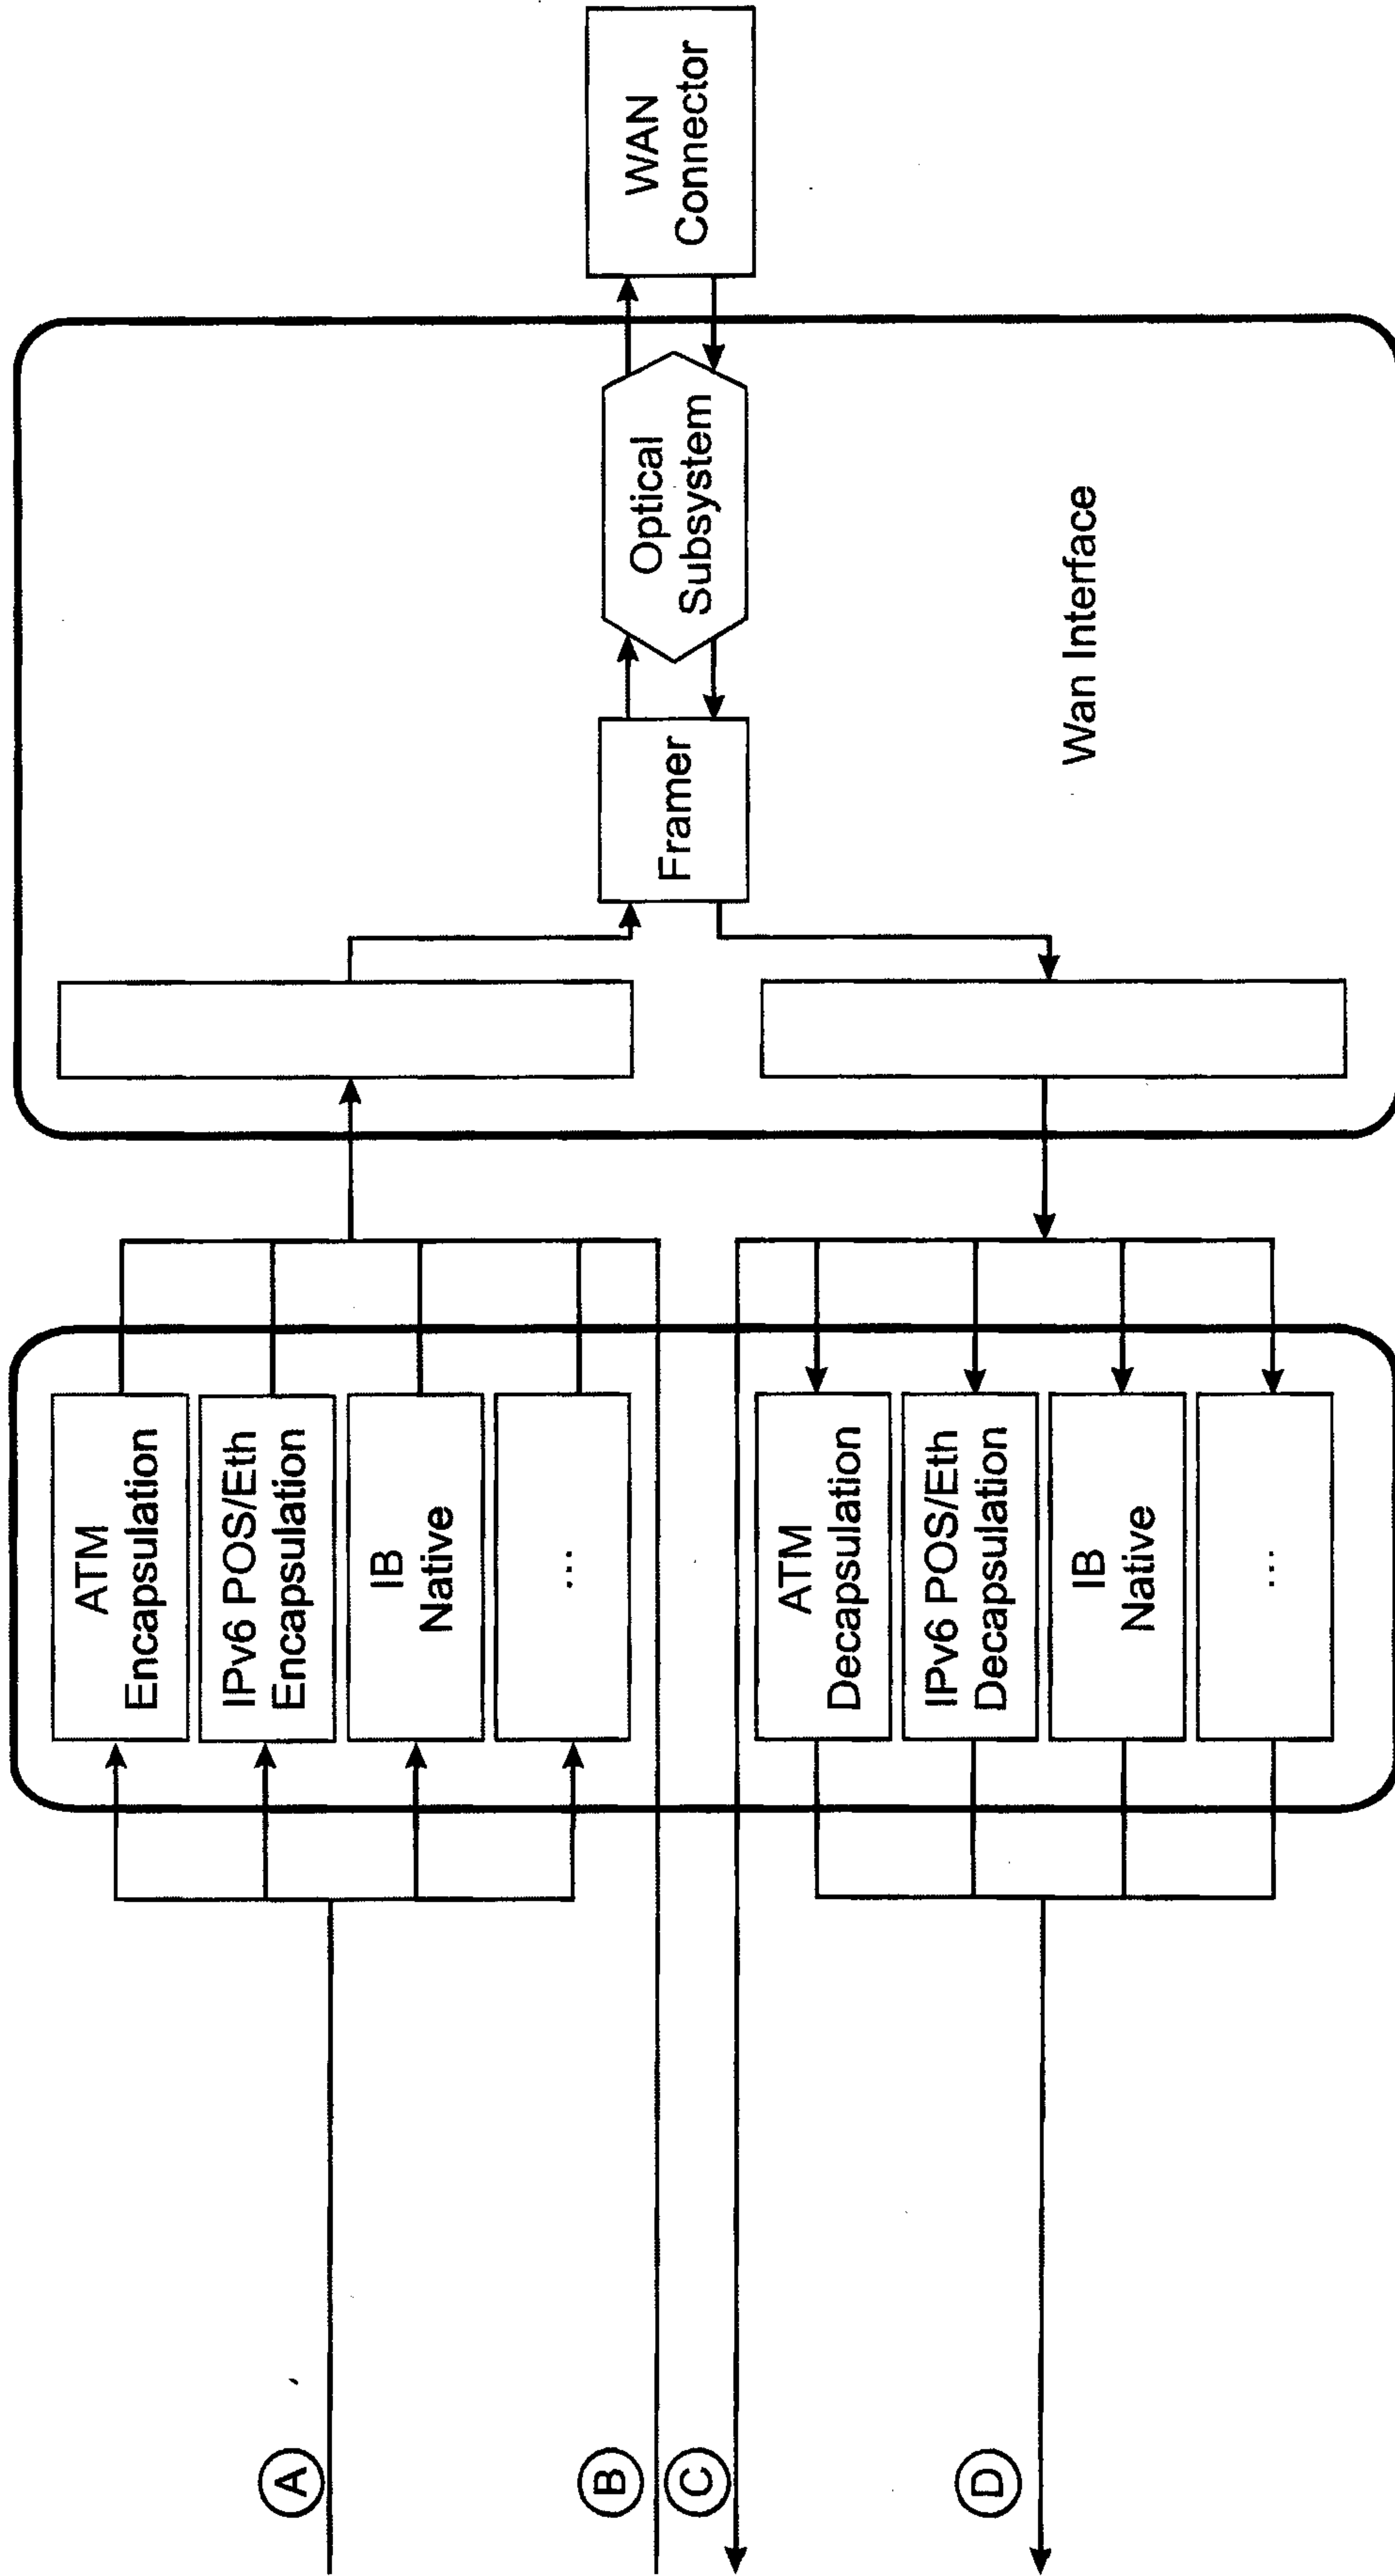 A
B
C
D
ATM
Encapsulation
IPv6 POS/Eth
Encapsulation
IB
Native
...
ATM
Decapsulation
IPv6 POS/Eth
Decapsulation
IB
Native
...
Framer
Optical
Subsystem
Wan Interface
WAN
Connector